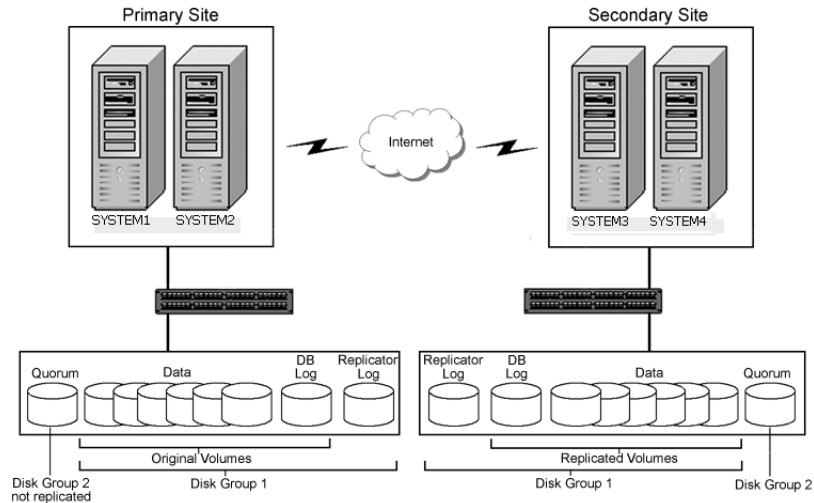 Primary Site
Secondary Site
Internet
SYSTEM1 SYSTEM2
SYSTEM3 SYSTEM4
Quorum
Data
DB
Log
Replicator
Log
Replicator
Log
DB
Log
Data
Quorum
Original Volumes
Replicated Volumes
Disk Group 2
not replicated
Disk Group 1
Disk Group 1
Disk Group 2